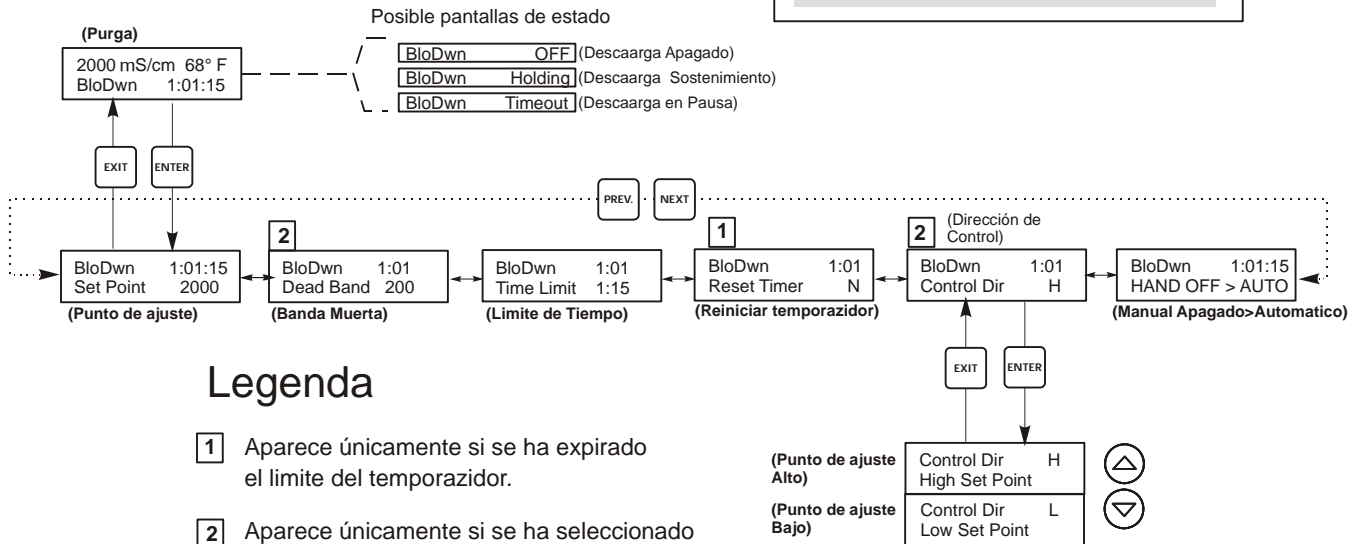 Posible pantallas de estado
(Purga)
2000 mS/cm 68° F
BloDwn 1:01:15
BloDwn OFF (Descaarga Apagado)
BloDwn Holding (Descaarga Sostenimiento)
BloDwn Timeout (Descaarga en Pausa)
EXIT ENTER
PREV. NEXT
2
1
2 (Dirección de
Control)
BloDwn 1:01:15
Set Point 2000
(Punto de ajuste)
BloDwn 1:01
Dead Band 200
(Banda Muerta)
BloDwn 1:01
Time Limit 1:15
(Limite de Tiempo)
BloDwn 1:01
Reset Timer N
(Reiniciar temporazidor)
BloDwn 1:01
Control Dir H
BloDwn 1:01:15
HAND OFF > AUTO
(Manual Apagado>Automatico)
EXIT ENTER
Legenda
1 Aparece únicamente si se ha expirado
el limite del temporazidor.
2 Aparece únicamente si se ha seleccionado
(Punto de ajuste
Alto)
Control Dir H
High Set Point
(Punto de ajuste
Bajo)
Control Dir L
Low Set Point